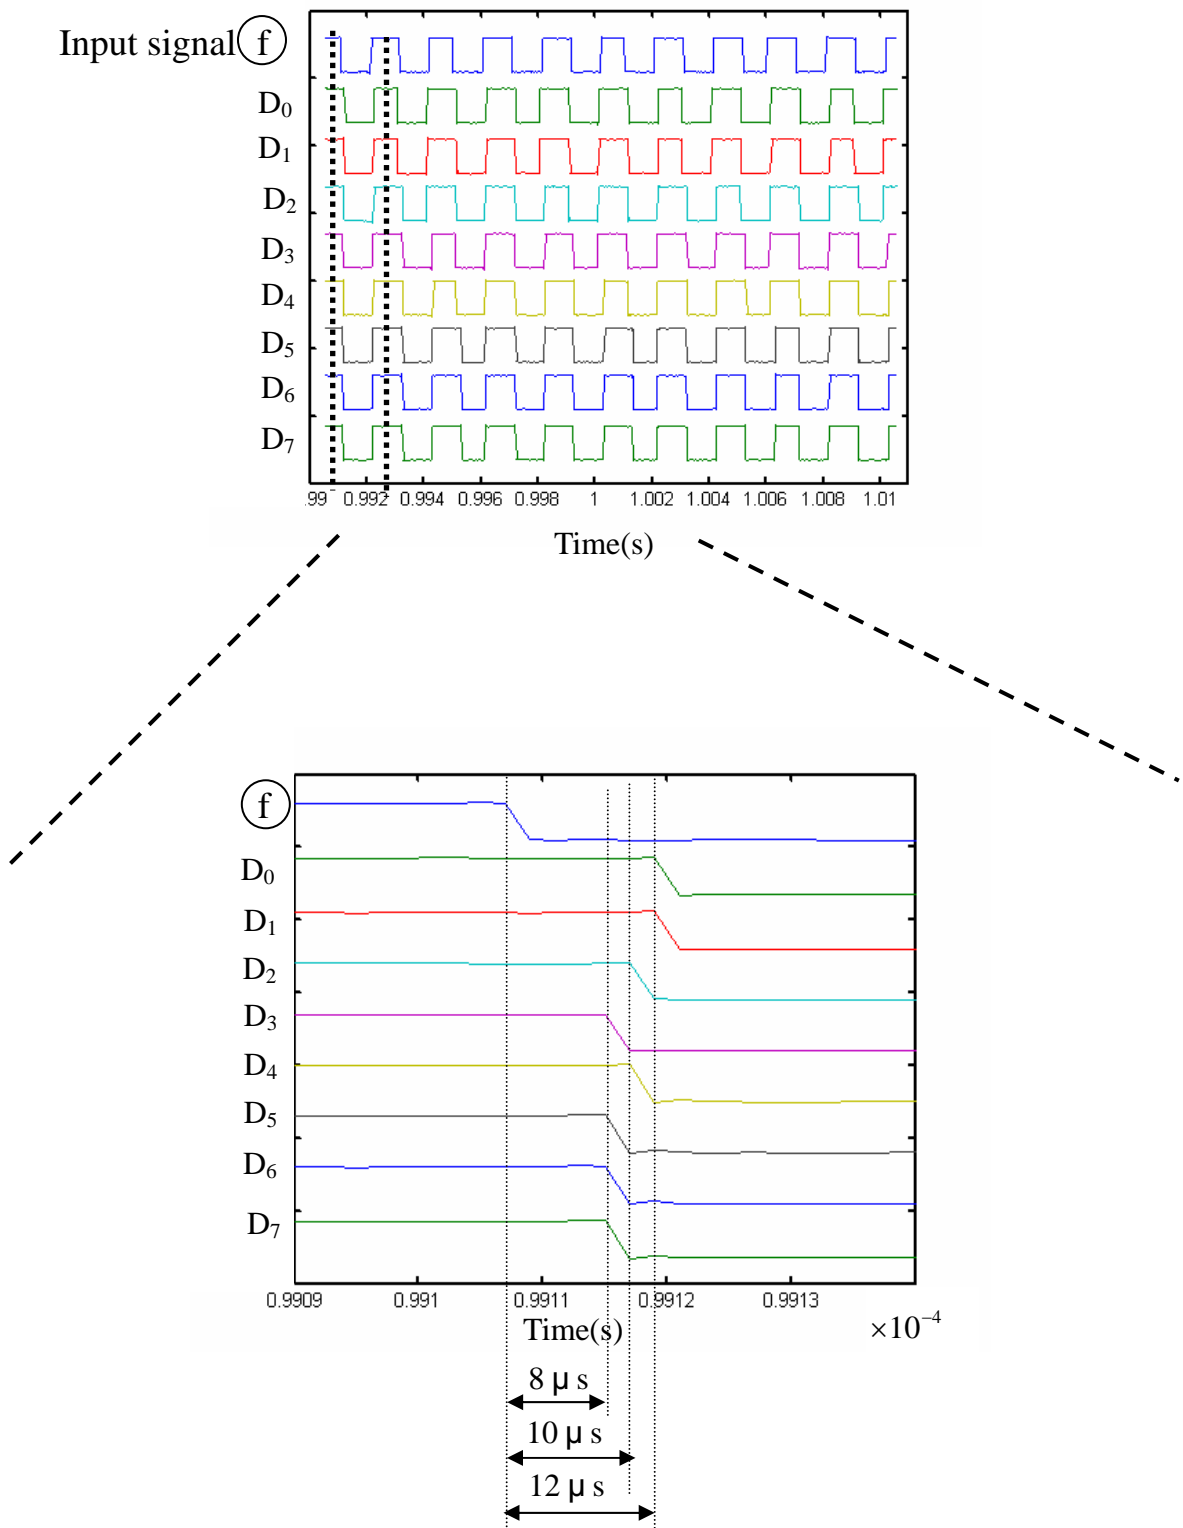 Input signal f
D0
D1
D2
D3
D4
D5
D6
D7
.99 0.992 0.994 0.996 0.998 1 1.002 1.004 1.006 1.008 1.01
Time(s)
f
D0
D1
D2
D3
D4
D5
D6
D7
0.9909 0.991 0.9911 0.9912 0.9913
Time(s) ×10⁻⁴
8 μ s
10 μ s
12 μ s